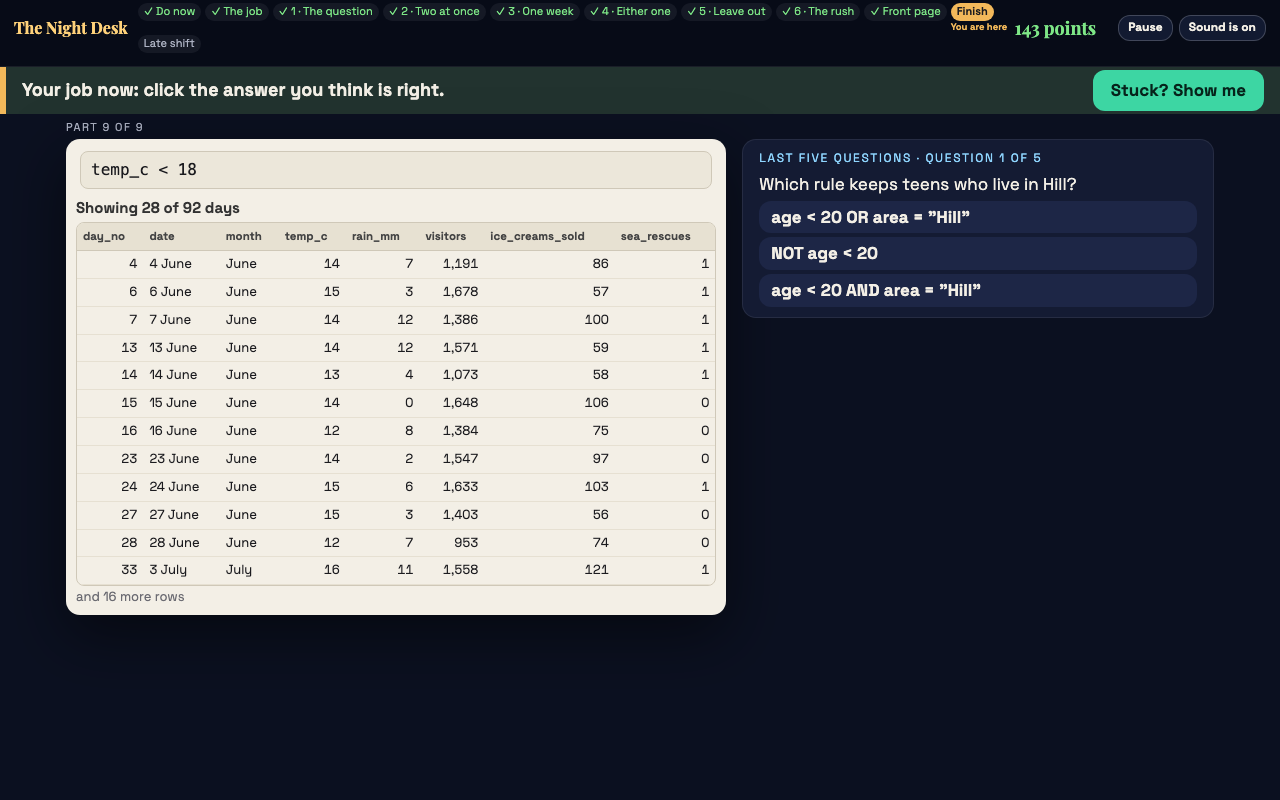 The Night Desk
✓ Do now ✓ The job ✓ 1 · The question ✓ 2 · Two at once ✓ 3 · One week ✓ 4 · Either one ✓ 5 · Leave out ✓ 6 · The rush ✓ Front page Finish
You are here
Late shift
143 points
Pause
Sound is on
Your job now: click the answer you think is right.
Stuck? Show me
PART 9 OF 9
temp_c < 18
Showing 28 of 92 days
day_no date month temp_c rain_mm visitors ice_creams_sold sea_rescues
4 4 June June 14 7 1,191 86 1
6 6 June June 15 3 1,678 57 1
7 7 June June 14 12 1,386 100 1
13 13 June June 14 12 1,571 59 1
14 14 June June 13 4 1,073 58 1
15 15 June June 14 0 1,648 106 0
16 16 June June 12 8 1,384 75 0
23 23 June June 14 2 1,547 97 0
24 24 June June 15 6 1,633 103 1
27 27 June June 15 3 1,403 56 0
28 28 June June 12 7 953 74 0
33 3 July July 16 11 1,558 121 1
and 16 more rows
LAST FIVE QUESTIONS · QUESTION 1 OF 5
Which rule keeps teens who live in Hill?
age < 20 OR area = "Hill"
NOT age < 20
age < 20 AND area = "Hill"